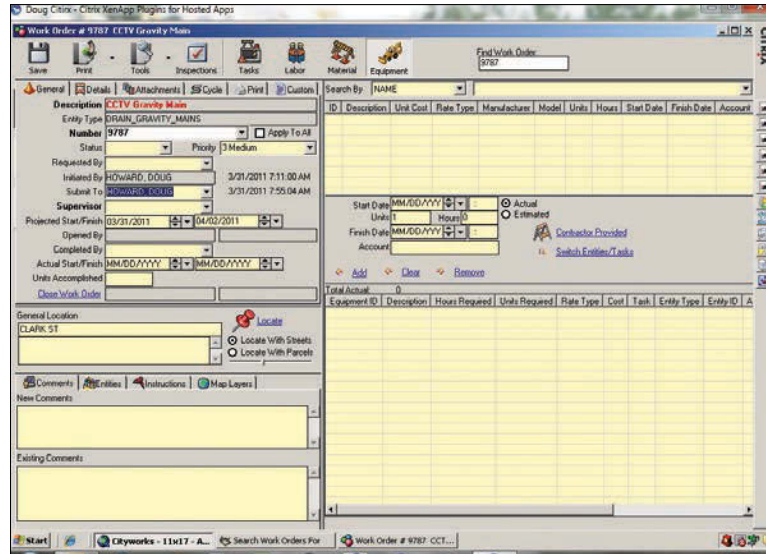 Doug Citrix - Citrix XenApp Plugins for Hosted Apps
Work Order # 9787 CCTV Gravity Main
Save Print Tools Inspections Tasks Labor Material Equipment
Find Work Order:
9787
General Details Attachments Cycle Print Custom
Search By NAME
Description CCTV Gravity Main
Entity Type DRAIN_GRAVITY_MAINS
Number 9787 Apply To All
Status Priority 3 Medium
Requested By
Initiated By HOWARD, DOUG 3/31/2011 7:11:00 AM
Submit To HOWARD, DOUG 3/31/2011 7:55:04 AM
Supervisor
Projected Start/Finish 03/31/2011 04/02/2011
Opened By
Completed By
Actual Start/Finish MM/DD/YYYY MM/DD/YYYY
Units Accomplished
Close Work Order
General Location
CLARK ST
Locate
Locate With Streets
Locate With Parcels
Comments Entities Instructions Map Layers
New Comments
Existing Comments
ID Description Unit Cost Rate Type Manufacturer Model Units Hours Start Date Finish Date Account
Start Date MM/DD/YYYY : Actual
Units 1 Hours 0 Estimated
Finish Date MM/DD/YYYY : Contractor Provided
Account Switch Entities/Tasks
Add Clear Remove
Total Actual: 0
Equipment ID Description Hours Required Units Required Rate Type Cost Task Entity Type Entity ID A
Start Cityworks - 11x17 - A... Search Work Orders For Work Order # 9787 CCT...
CITRIX